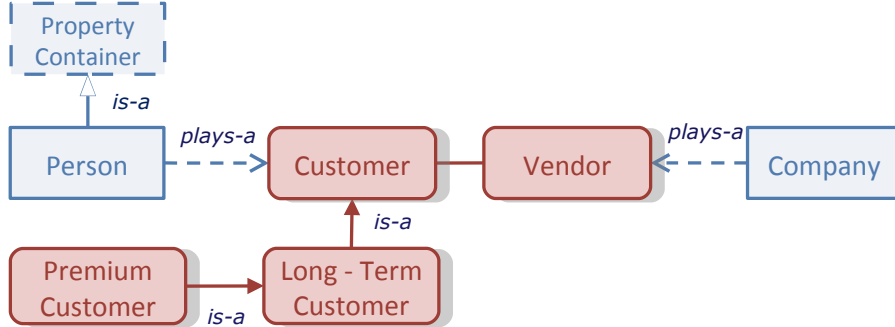 Property
Container
is-a
plays-a
plays-a
Person
Customer
Vendor
Company
is-a
Premium
Customer
Long - Term
Customer
is-a